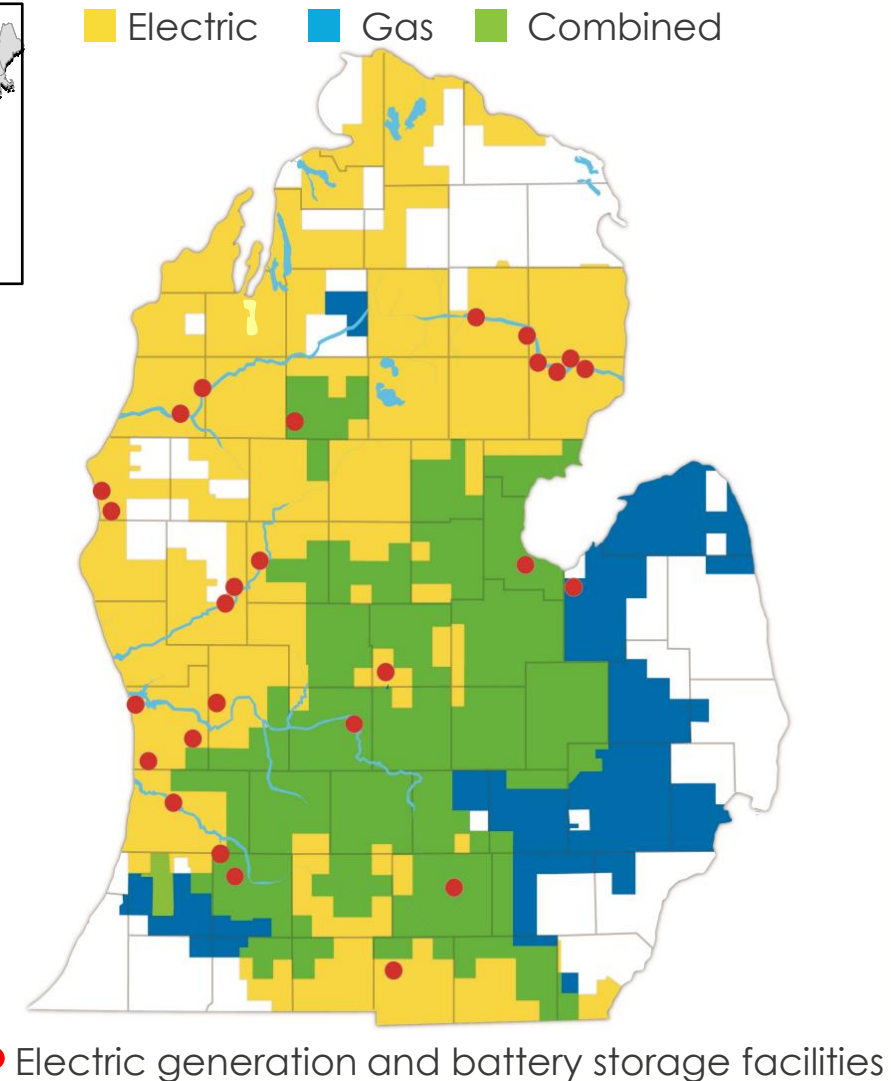 Electric Gas Combined
Electric generation and battery storage facilities